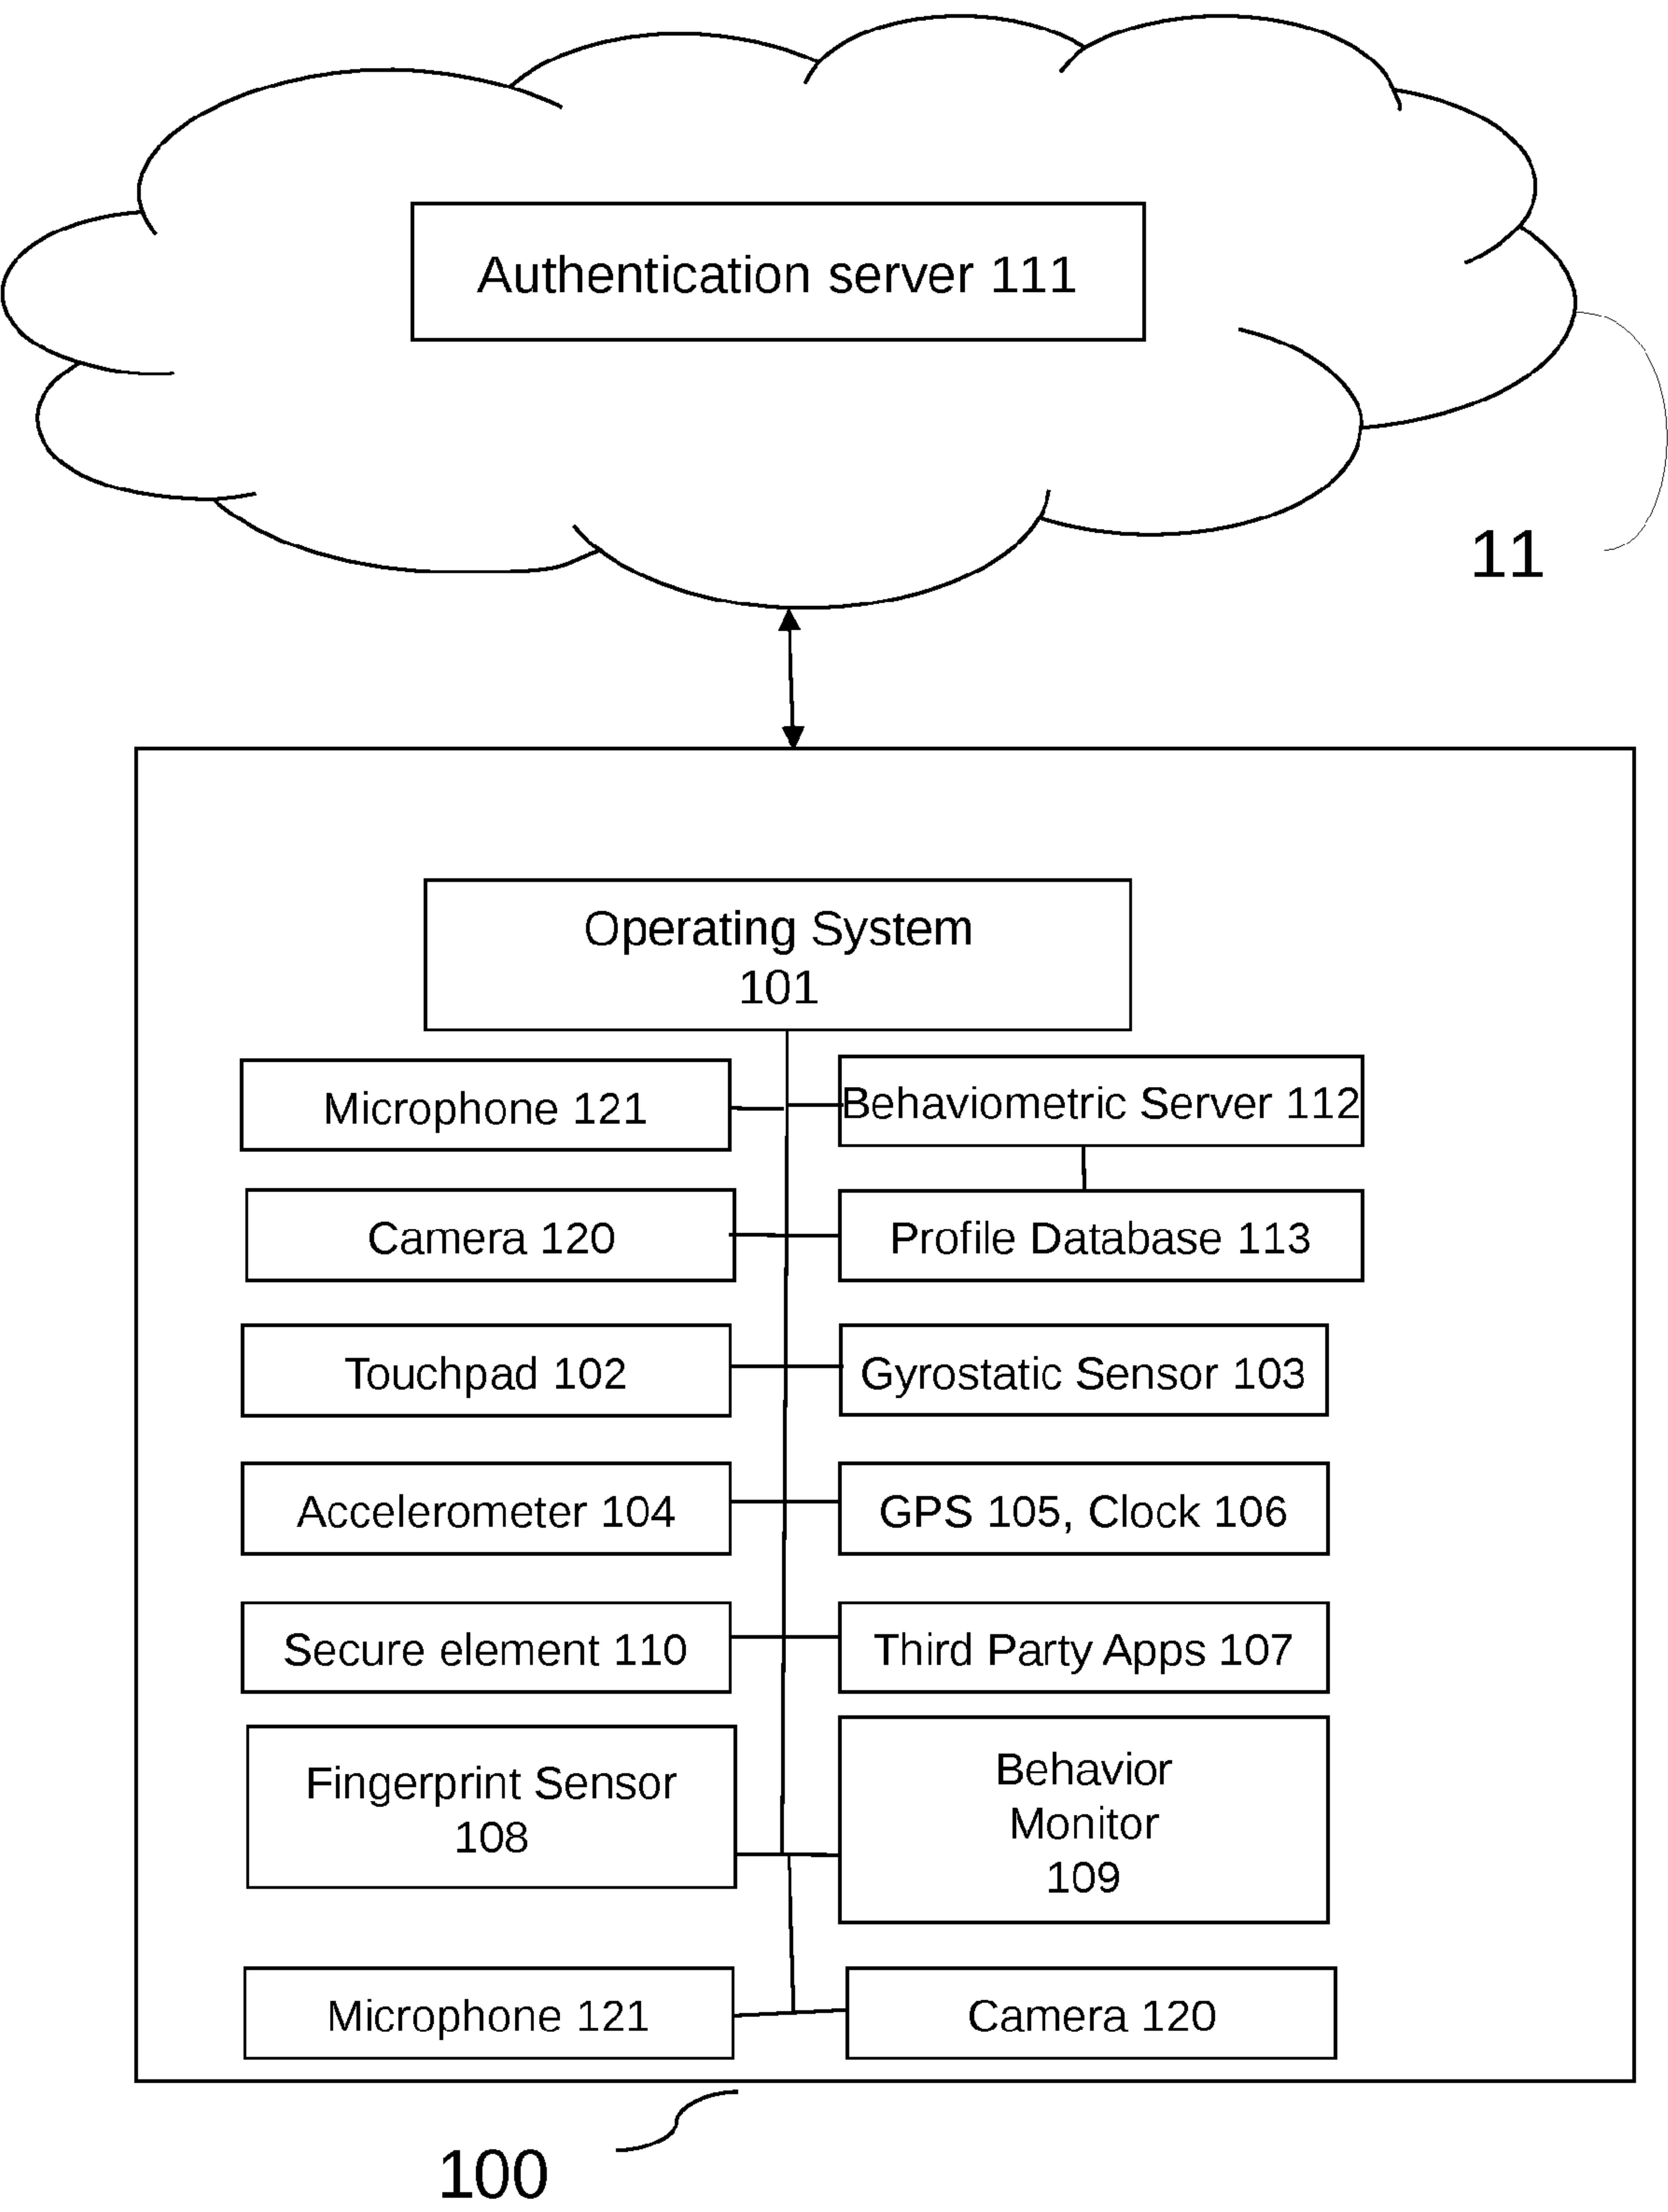 Authentication server 111
11
Operating System
101
Microphone 121
Behaviometric Server 112
Camera 120
Profile Database 113
Touchpad 102
Gyrostatic Sensor 103
Accelerometer 104
GPS 105, Clock 106
Secure element 110
Third Party Apps 107
Fingerprint Sensor
108
Behavior
Monitor
109
Microphone 121
Camera 120
100